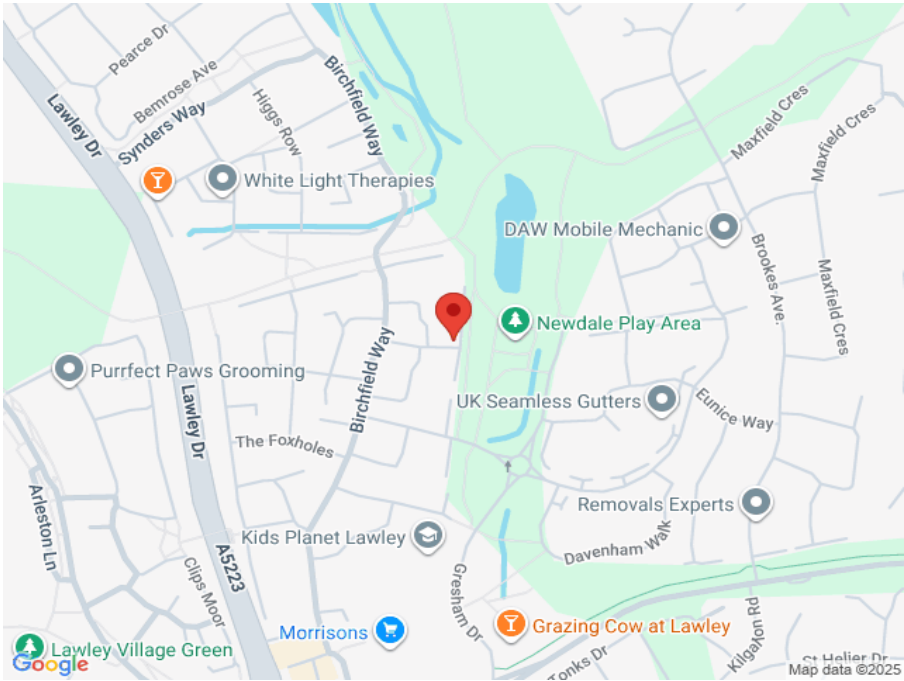 Pearce Dr
Bemrose Ave
Lawley Dr
Synders Way
Higgs Row
Birchfield Way
Maxfield Cres
Maxfield Cres
White Light Therapies
DAW Mobile Mechanic
Brookes Ave.
Maxfield Cres
Newdale Play Area
Birchfield Way
Purrfect Paws Grooming
Lawley Dr
UK Seamless Gutters
Eunice Way
The Foxholes
Arleston Ln
Removals Experts
Kids Planet Lawley
Davenham Walk
A5223
Clips Moor
Gresham Dr
Morrisons
Grazing Cow at Lawley
Kilgaron Rd
Lawley Village Green
Tonks Dr
St Helier Dr
Google
Map data ©2025